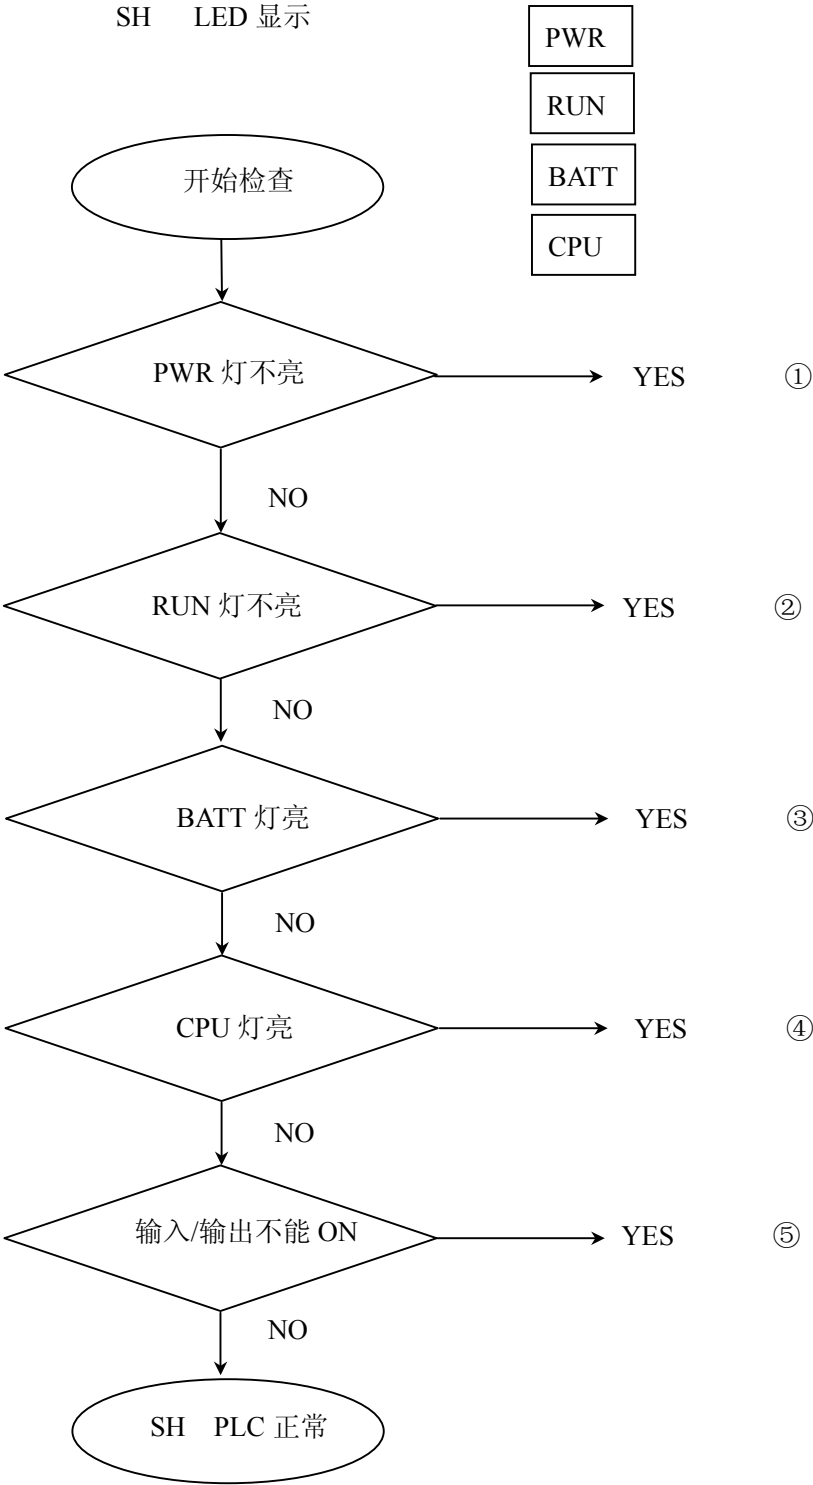 SH LED 显示
PWR
RUN
BATT
CPU
开始检查
PWR 灯不亮
YES ①
NO
RUN 灯不亮
YES ②
NO
BATT 灯亮
YES ③
NO
CPU 灯亮
YES ④
NO
输入/输出不能 ON
YES ⑤
NO
SH PLC 正常